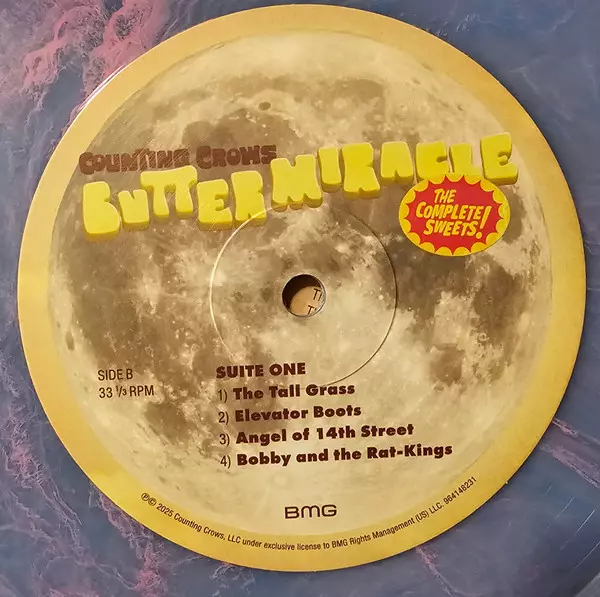 COUNTING CROWS
BUTTER MIRACLE
THE
COMPLETE
SWEETS!
SIDE B
33 1/3 RPM
SUITE ONE
1) The Tall Grass
2) Elevator Boots
3) Angel of 14th Street
4) Bobby and the Rat-Kings
BMG
℗© 2025 Counting Crows, LLC under exclusive license to BMG Rights Management (US) LLC. 964148231